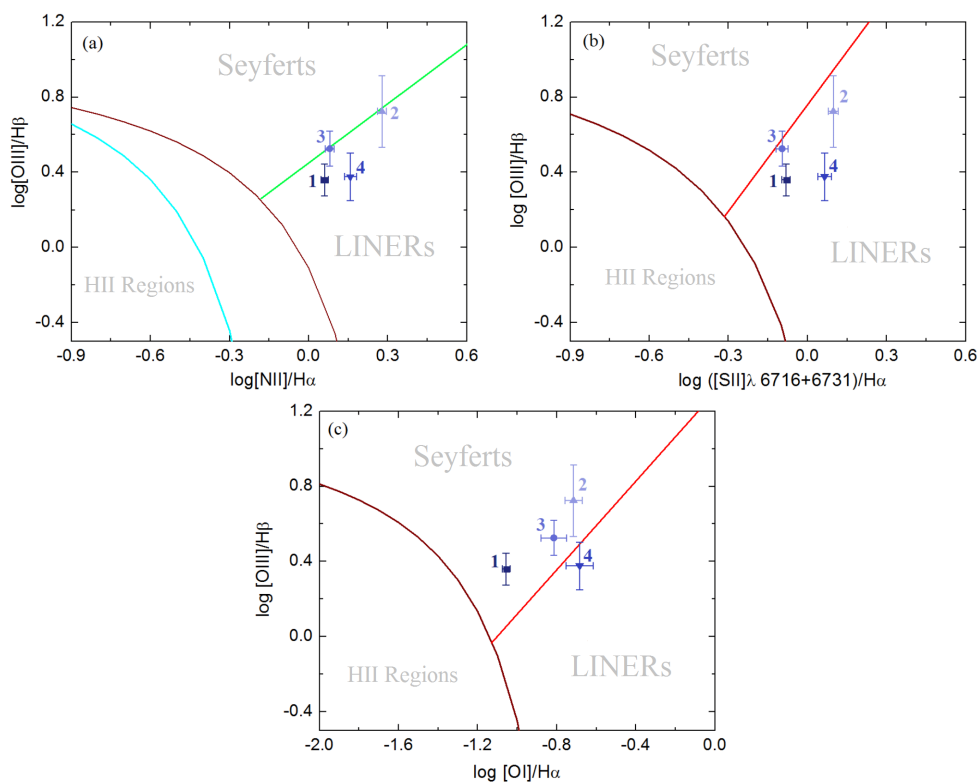 (a)
Seyferts
LINERs
HII Regions
1
2
3
4
1.2
0.8
0.4
0.0
-0.4
-0.9
-0.6
-0.3
0.0
0.3
0.6
log[OIII]/Hβ
log[NII]/Hα
(b)
Seyferts
LINERs
HII Regions
1
2
3
4
1.2
0.8
0.4
0.0
-0.4
-0.9
-0.6
-0.3
0.0
0.3
0.6
log [OIII]/Hβ
log ([SII]λ 6716+6731)/Hα
(c)
Seyferts
LINERs
HII Regions
1
2
3
4
1.2
0.8
0.4
0.0
-0.4
-2.0
-1.6
-1.2
-0.8
-0.4
0.0
log [OIII]/Hβ
log [OI]/Hα